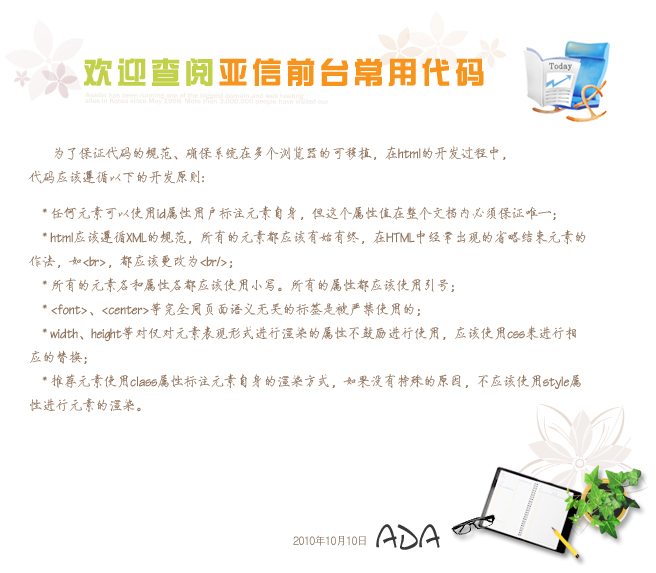 欢迎查阅亚信前台常用代码
Today
为了保证代码的规范、确保系统在多个浏览器的可移植，在html的开发过程中，
代码应该遵循以下的开发原则：
* 任何元素可以使用id属性用户标注元素自身，但这个属性值在整个文档内必须保证唯一；
* html应该遵循XML的规范，所有的元素都应该有始有终，在HTML中经常出现的省略结束元素的
作法，如<br>，都应该更改为<br/>；
* 所有的元素名和属性名都应该使用小写。所有的属性都应该使用引号；
* <font>、<center>等完全用页面语义无关的标签是被严禁使用的；
* width、height等对仅对元素表现形式进行渲染的属性不鼓励进行使用，应该使用css来进行相
应的替换；
* 推荐元素使用class属性标注元素自身的渲染方式，如果没有特殊的原因，不应该使用style属
性进行元素的渲染。
2010年10月10日 ADA